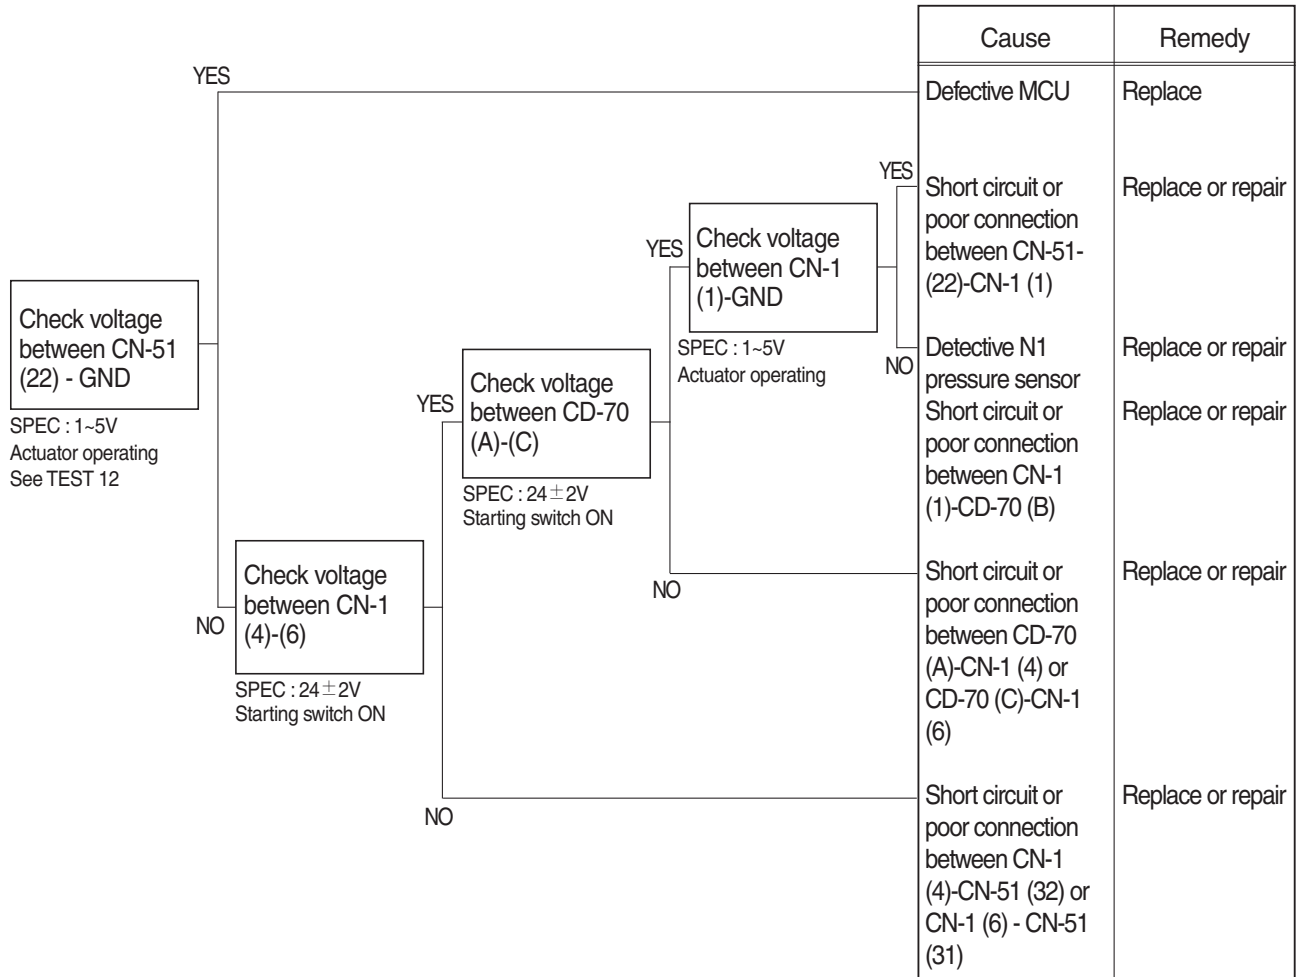 Cause
Remedy
YES
Defective MCU
Replace
YES
Short circuit or
poor connection
between CN-51-
(22)-CN-1 (1)
Replace or repair
YES
Check voltage
between CN-1
(1)-GND
SPEC : 1~5V
Actuator operating
NO
Detective N1
pressure sensor
Replace or repair
Short circuit or
poor connection
between CN-1
(1)-CD-70 (B)
Replace or repair
Check voltage
between CN-51
(22) - GND
SPEC : 1~5V
Actuator operating
See TEST 12
YES
Check voltage
between CD-70
(A)-(C)
SPEC : 24±2V
Starting switch ON
NO
Short circuit or
poor connection
between CD-70
(A)-CN-1 (4) or
CD-70 (C)-CN-1
(6)
Replace or repair
NO
Check voltage
between CN-1
(4)-(6)
SPEC : 24±2V
Starting switch ON
NO
Short circuit or
poor connection
between CN-1
(4)-CN-51 (32) or
CN-1 (6) - CN-51
(31)
Replace or repair